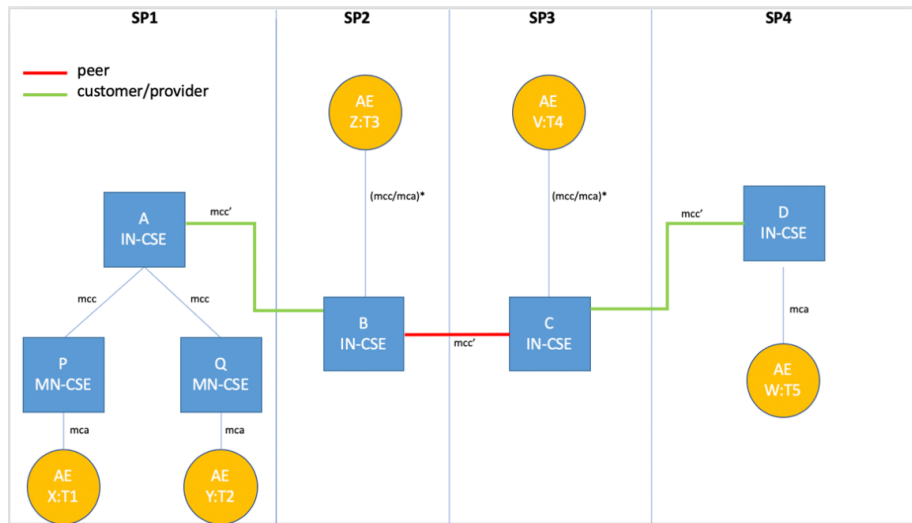 SP1
SP2
SP3
SP4
peer
customer/provider
AE
Z:T3
AE
V:T4
(mcc/mca)*
(mcc/mca)*
A
IN-CSE
mcc’
mcc’
D
IN-CSE
mcc
mcc
B
IN-CSE
mcc’
C
IN-CSE
mca
P
MN-CSE
Q
MN-CSE
AE
W:T5
mca
mca
AE
X:T1
AE
Y:T2